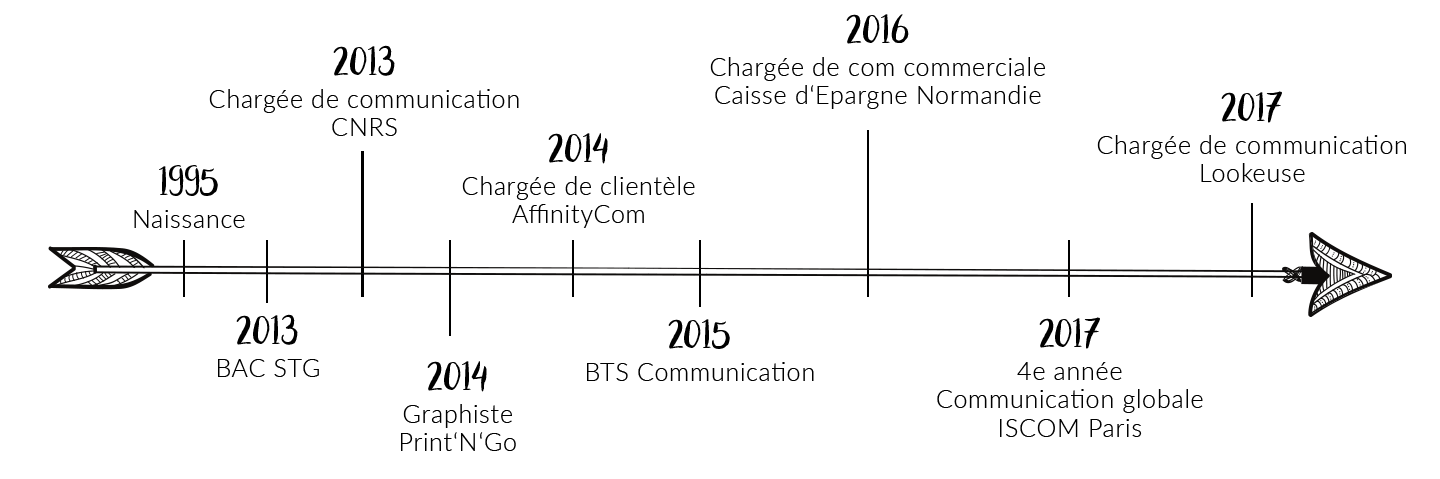 1995
Naissance
2013
BAC STG
2013
Chargée de communication
CNRS
2014
Graphiste
Print‘N‘Go
2014
Chargée de clientèle
AffinityCom
2015
BTS Communication
2016
Chargée de com commerciale
Caisse d‘Epargne Normandie
2017
4e année
Communication globale
ISCOM Paris
2017
Chargée de communication
Lookeuse